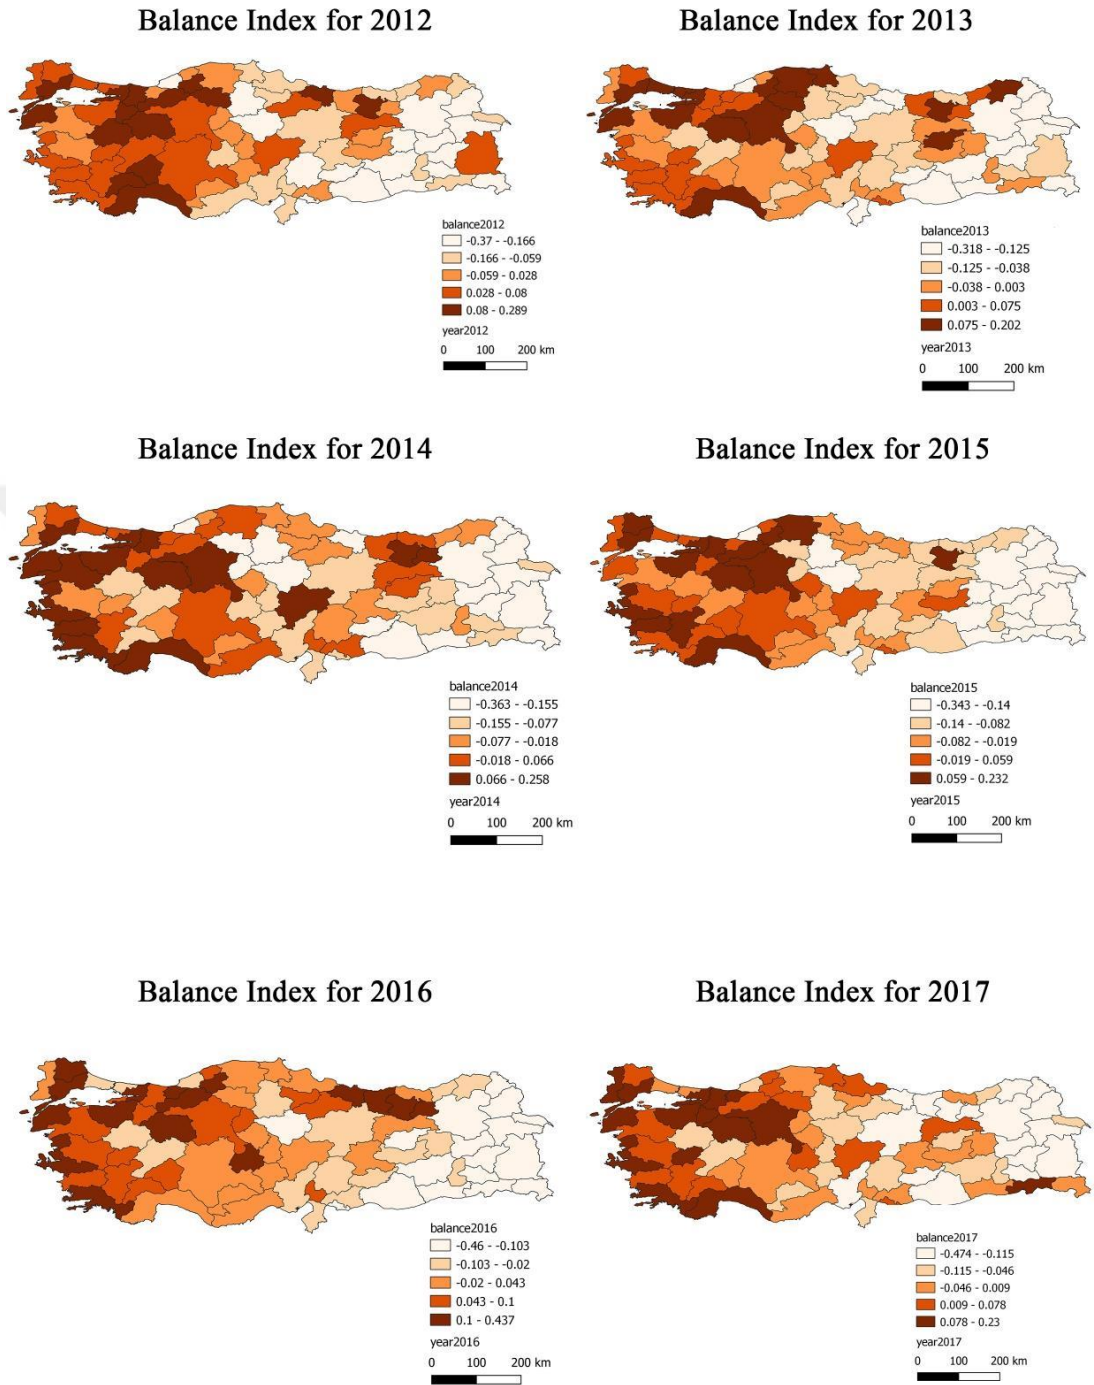 Balance Index for 2012
balance2012
-0.37 - -0.166
-0.166 - -0.059
-0.059 - 0.028
0.028 - 0.08
0.08 - 0.289
year2012
0 100 200 km
Balance Index for 2013
balance2013
-0.318 - -0.125
-0.125 - -0.038
-0.038 - 0.003
0.003 - 0.075
0.075 - 0.202
year2013
0 100 200 km
Balance Index for 2014
balance2014
-0.363 - -0.155
-0.155 - -0.077
-0.077 - -0.018
-0.018 - 0.066
0.066 - 0.258
year2014
0 100 200 km
Balance Index for 2015
balance2015
-0.343 - -0.14
-0.14 - -0.082
-0.082 - -0.019
-0.019 - 0.059
0.059 - 0.232
year2015
0 100 200 km
Balance Index for 2016
balance2016
-0.46 - -0.103
-0.103 - -0.02
-0.02 - 0.043
0.043 - 0.1
0.1 - 0.437
year2016
0 100 200 km
Balance Index for 2017
balance2017
-0.474 - -0.115
-0.115 - -0.046
-0.046 - 0.009
0.009 - 0.078
0.078 - 0.23
year2017
0 100 200 km